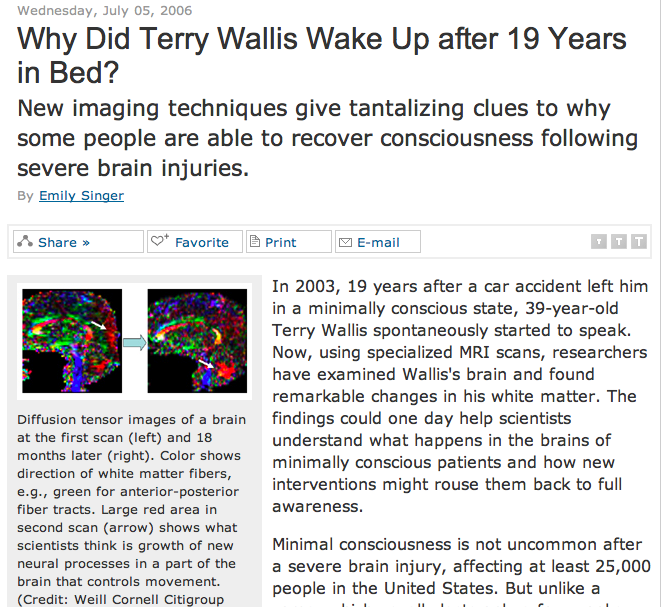 Wednesday, July 05, 2006
Why Did Terry Wallis Wake Up after 19 Years
in Bed?
New imaging techniques give tantalizing clues to why
some people are able to recover consciousness following
severe brain injuries.
By Emily Singer
Share »
Favorite
Print
E-mail
T T T
Diffusion tensor images of a brain
at the first scan (left) and 18
months later (right). Color shows
direction of white matter fibers,
e.g., green for anterior-posterior
fiber tracts. Large red area in
second scan (arrow) shows what
scientists think is growth of new
neural processes in a part of the
brain that controls movement.
(Credit: Weill Cornell Citigroup
In 2003, 19 years after a car accident left him
in a minimally conscious state, 39-year-old
Terry Wallis spontaneously started to speak.
Now, using specialized MRI scans, researchers
have examined Wallis's brain and found
remarkable changes in his white matter. The
findings could one day help scientists
understand what happens in the brains of
minimally conscious patients and how new
interventions might rouse them back to full
awareness.
Minimal consciousness is not uncommon after
a severe brain injury, affecting at least 25,000
people in the United States. But unlike a